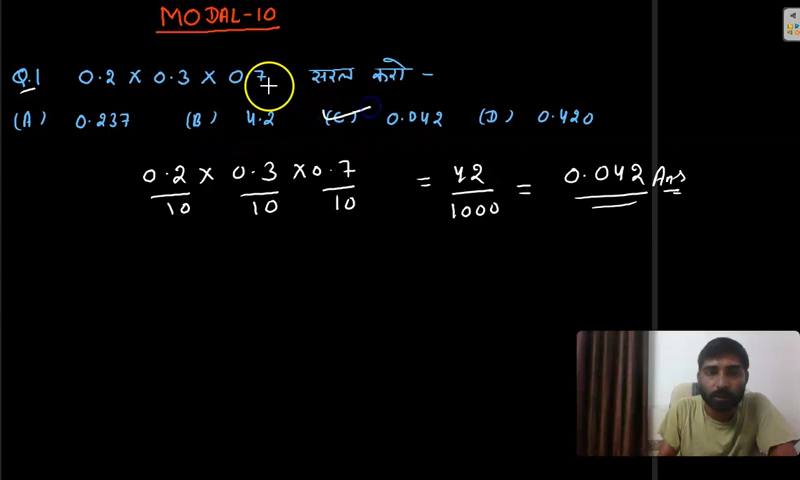 MODAL-10
Q.1 0.2 × 0.3 × 0.7 सरल करो -
(A) 0.237 (B) 4.2 (C) 0.042 (D) 0.420
0.2/10 × 0.3/10 × 0.7/10 = 42/1000 = 0.042 Ans